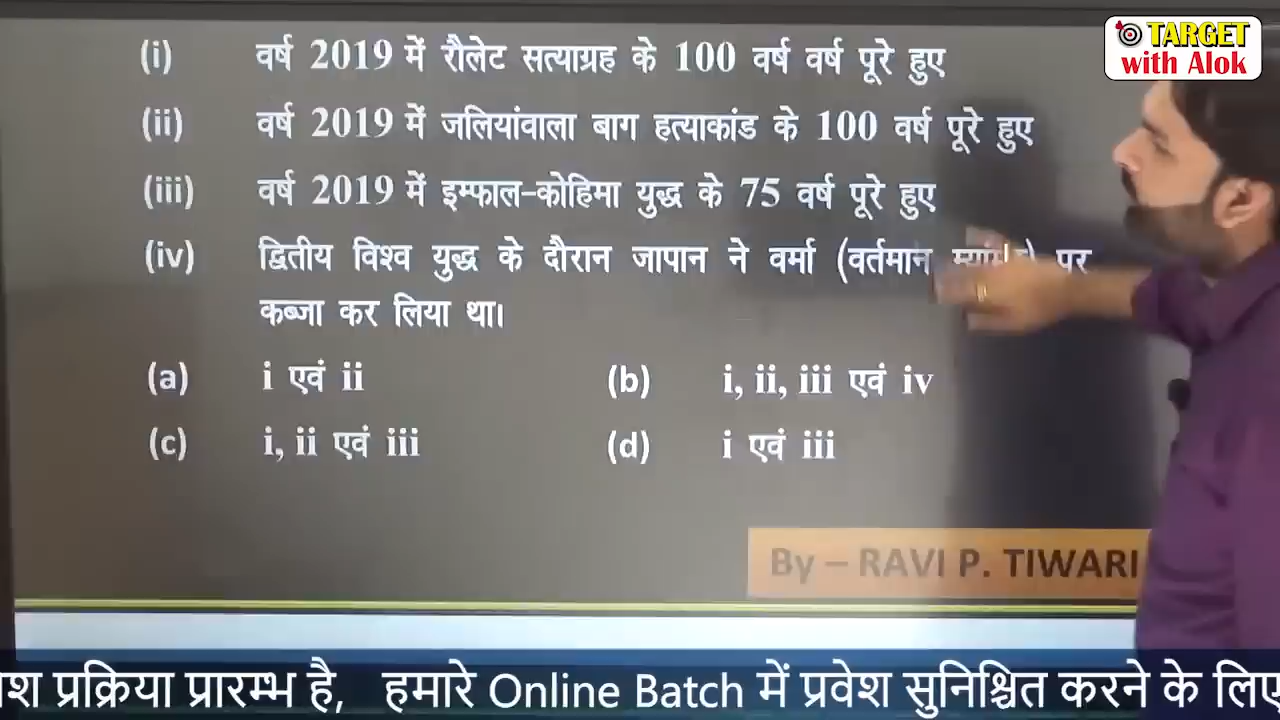 TARGET
with Alok
(i) वर्ष 2019 में रौलेट सत्याग्रह के 100 वर्ष वर्ष पूरे हुए
(ii) वर्ष 2019 में जलियांवाला बाग हत्याकांड के 100 वर्ष पूरे हुए
(iii) वर्ष 2019 में इम्फाल-कोहिमा युद्ध के 75 वर्ष पूरे हुए
(iv) द्वितीय विश्व युद्ध के दौरान जापान ने वर्मा (वर्तमान पर
कब्जा कर लिया था।
(a) i एवं ii (b) i, ii, iii एवं iv
(c) i, ii एवं iii (d) i एवं iii
By – RAVI P. TIWARI
प्रक्रिया प्रारम्भ है, हमारे Online Batch में प्रवेश सुनिश्चित करने के लिए